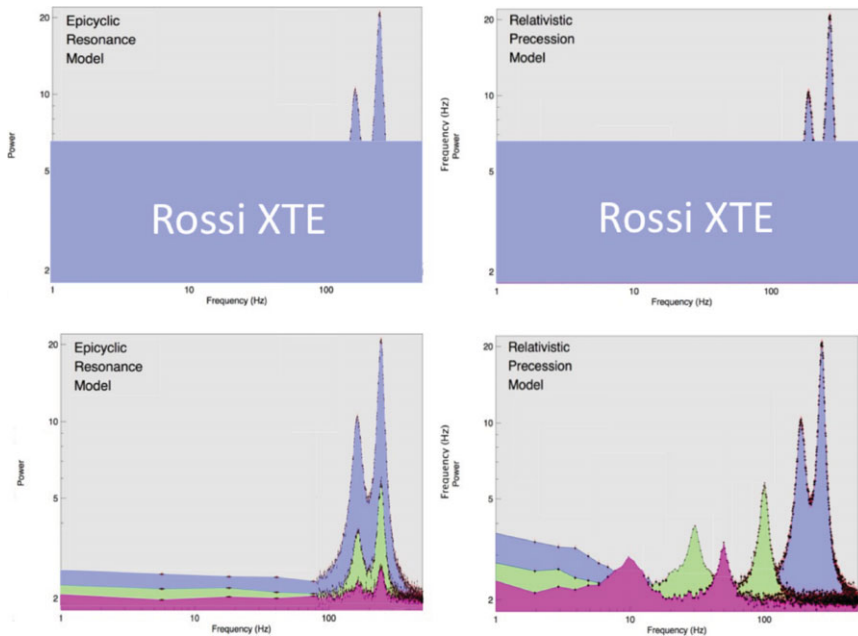 20
Epicyclic
Resonance
Model
10
Power
5
Rossi XTE
2
1
10
100
Frequency (Hz)
20
Relativistic
Precession
Model
10
Frequency (Hz)
Power
5
Rossi XTE
2
1
10
100
Frequency (Hz)
20
Epicyclic
Resonance
Model
10
Power
5
2
1
10
100
Frequency (Hz)
20
Relativistic
Precession
Model
10
Frequency (Hz)
Power
5
2
1
10
100
Frequency (Hz)